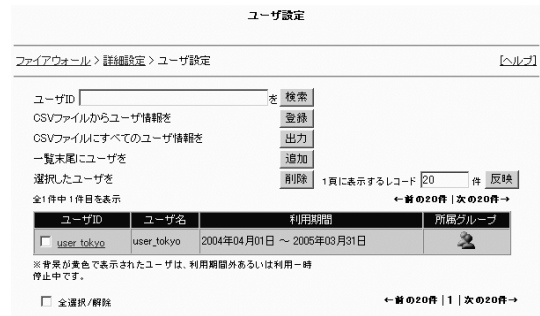 ユーザ設定
ファイアウォール > 詳細設定 > ユーザ設定 [ヘルプ]
ユーザID を 検索
CSVファイルからユーザ情報を 登録
CSVファイルにすべてのユーザ情報を 出力
一覧末尾にユーザを 追加
選択したユーザを 削除 1頁に表示するレコード 20 件 反映
全1件中 1件目を表示 ←前の20件 | 次の20件→
ユーザID ユーザ名 利用期間 所属グループ
user_tokyo user_tokyo 2004年04月01日 ～ 2005年03月31日
※背景が黄色で表示されたユーザは、利用期間外あるいは利用一時
停止中です。
全選択/解除 ←前の20件 | 1 | 次の20件→